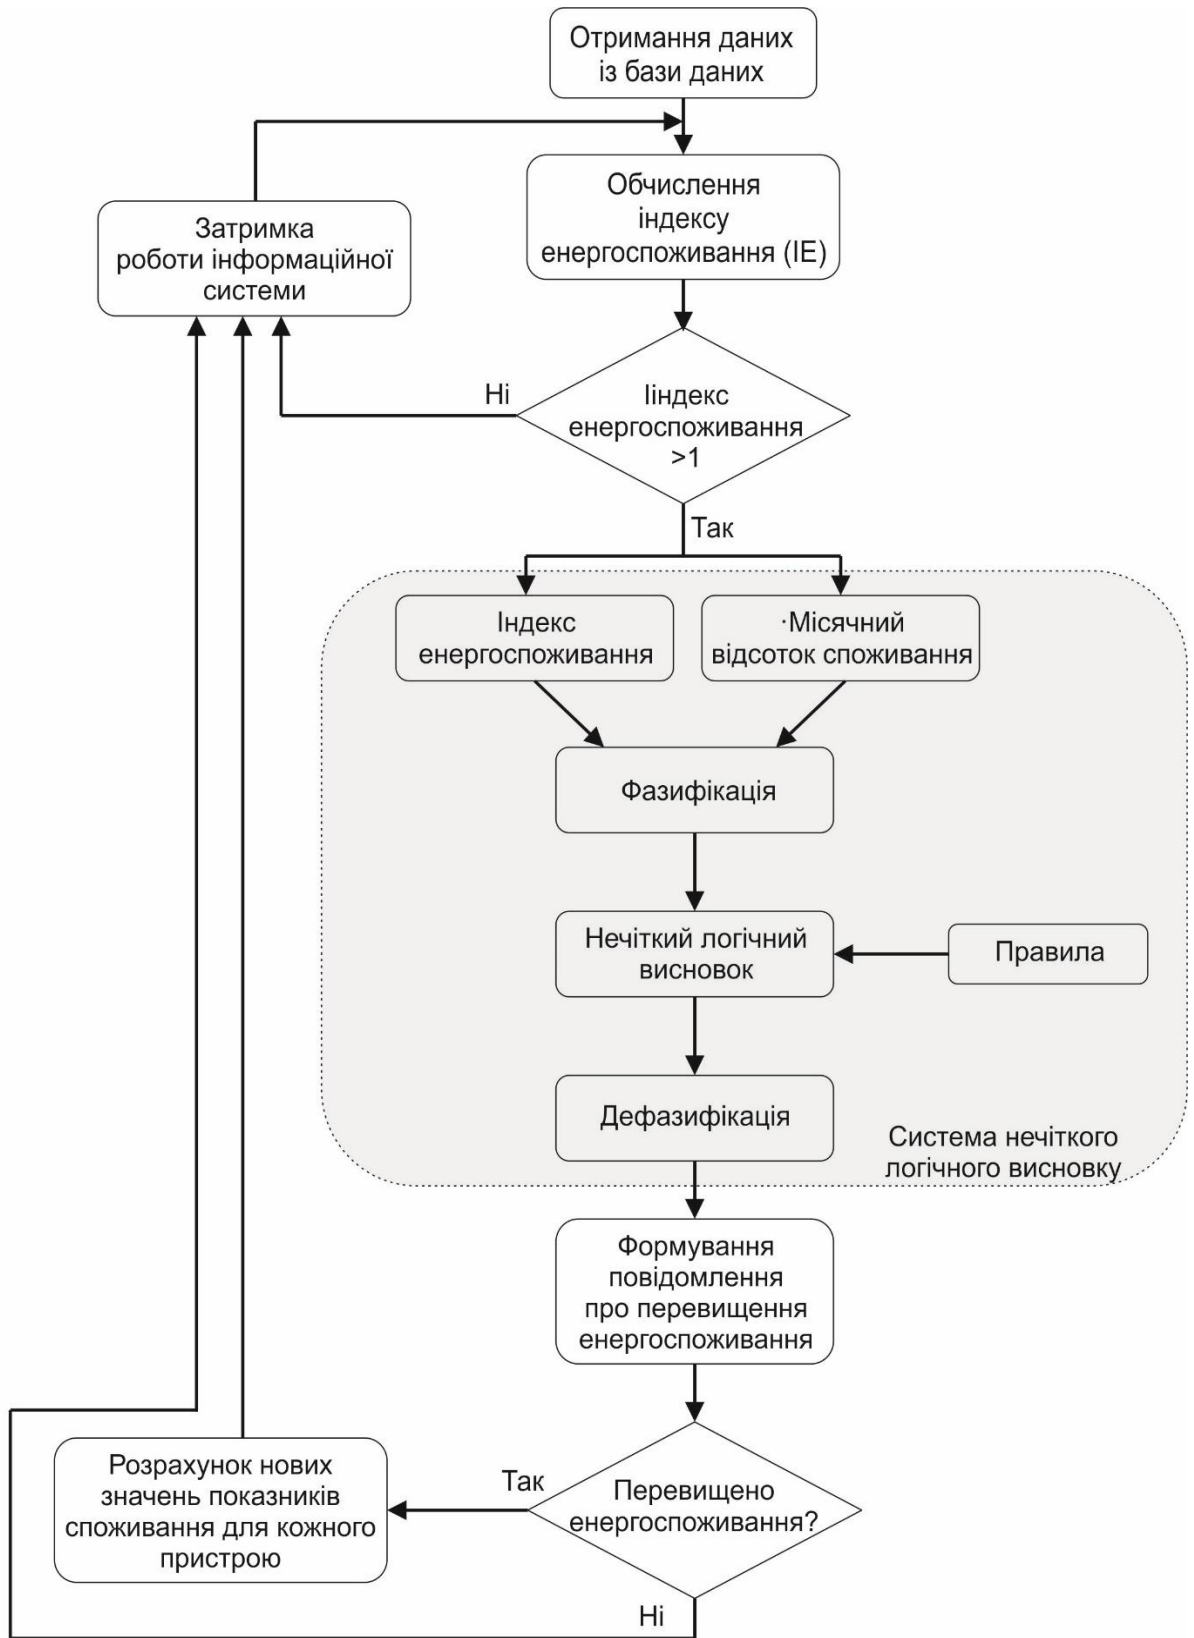 Отримання даних
із бази даних
Обчислення
індексу
енергоспоживання (ІЕ)
Затримка
роботи інформаційної
системи
Ні
Ііндекс
енергоспоживання
>1
Так
Індекс
енергоспоживання
·Місячний
відсоток споживання
Фазифікація
Нечіткий логічний
висновок
Правила
Дефазифікація
Система нечіткого
логічного висновку
Формування
повідомлення
про перевищення
енергоспоживання
Розрахунок нових
значень показників
споживання для кожного
пристрою
Так
Перевищено
енергоспоживання?
Ні